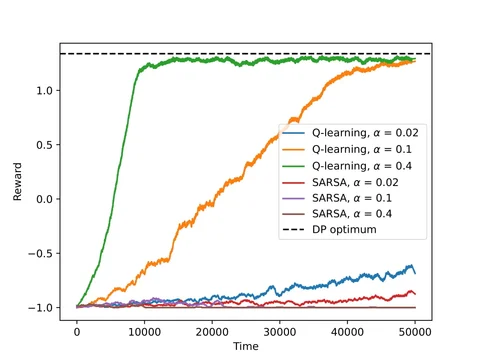 1.0
0.5
0.0
−0.5
−1.0
Reward
Q-learning, α = 0.02
Q-learning, α = 0.1
Q-learning, α = 0.4
SARSA, α = 0.02
SARSA, α = 0.1
SARSA, α = 0.4
DP optimum
0 10000 20000 30000 40000 50000
Time